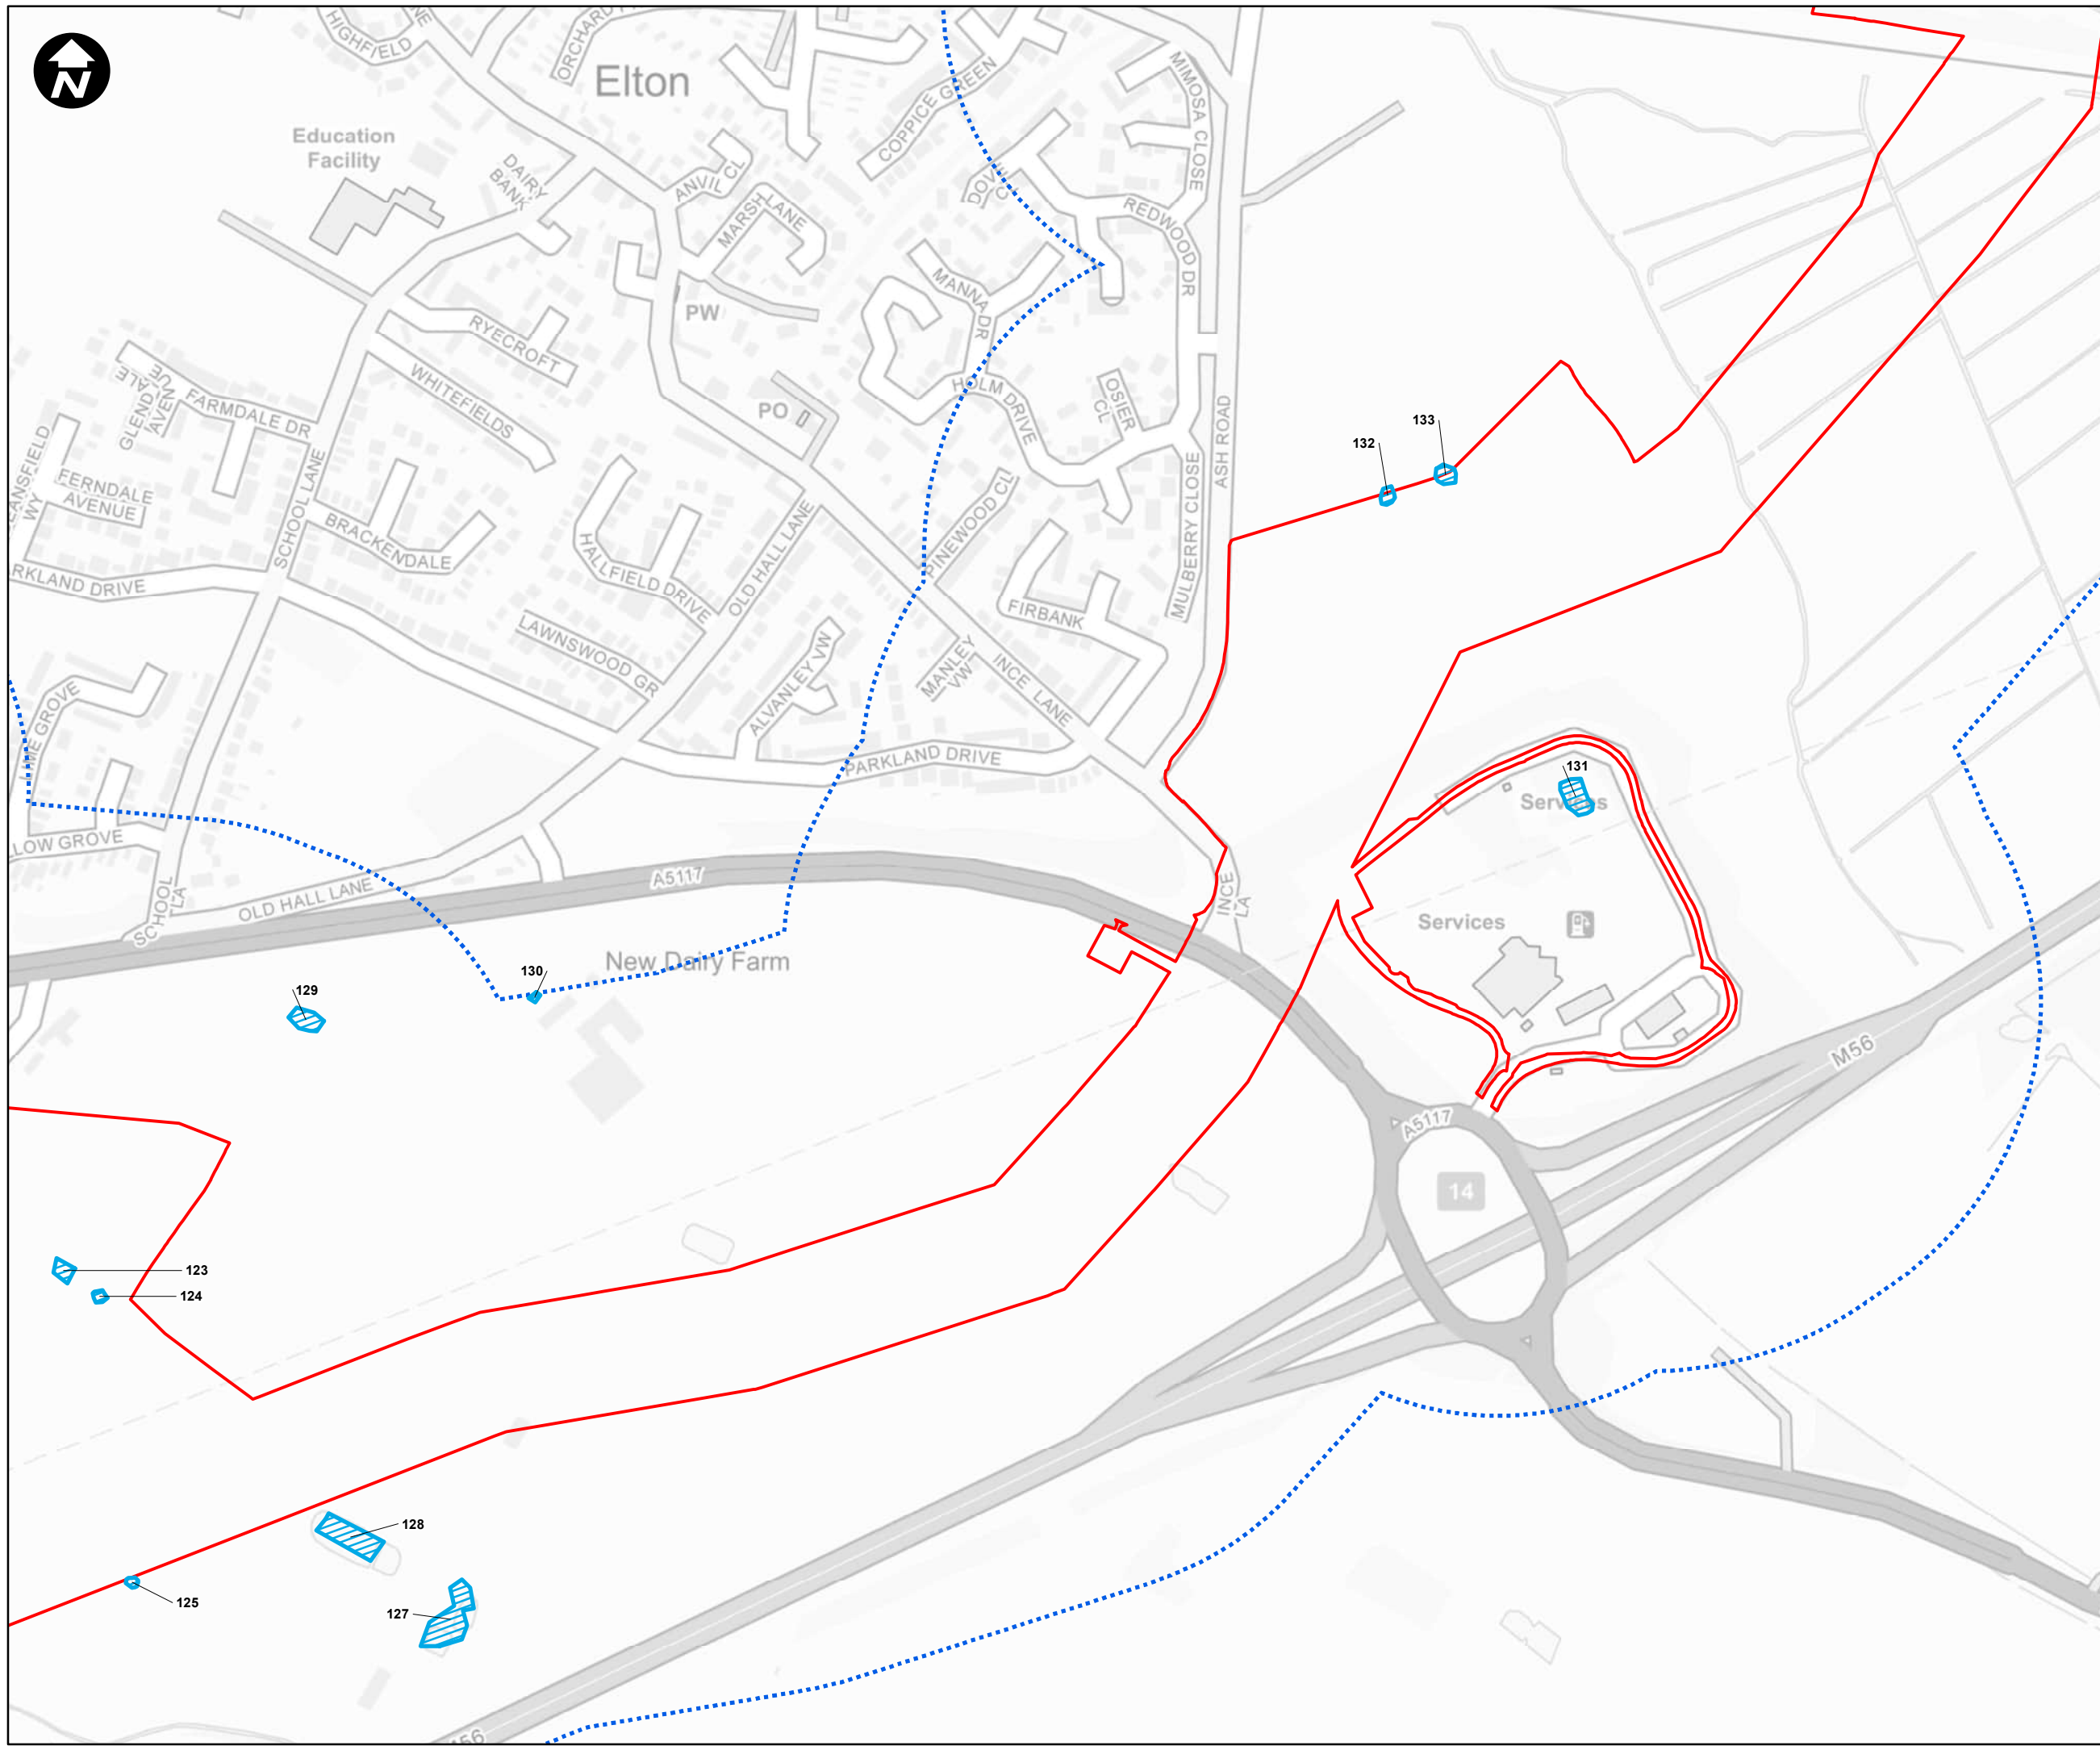 N
HIGHFIELD
Elton
COPPICE GREEN
MIMOSA CLOSE
Education
Facility
DAIRY
BANK
ANVIL CL
MARSH LANE
REDWOOD DR
PW
MANNA DR
RYECROFT
WHITEFIELDS
FARMDALE DR
PO
HOLM DRIVE
OSIER
CL
ASH ROAD
133
132
FERNDALE
AVENUE
SCHOOL LANE
BRACKENDALE
HALLFIELD DRIVE
OLD HALL LANE
PINEWOOD CL
MULBERRY CLOSE
RKLAND DRIVE
FIRBANK
LAWNSWOOD GR
ALVANLEY VW
MANLEY
VW
INCE LANE
PARKLAND DRIVE
131
Services
LOW GROVE
SCHOOL
LA
OLD HALL LANE
A5117
INCE
LA
Services
New Dairy Farm
130
129
M56
A5117
14
123
124
128
125
127